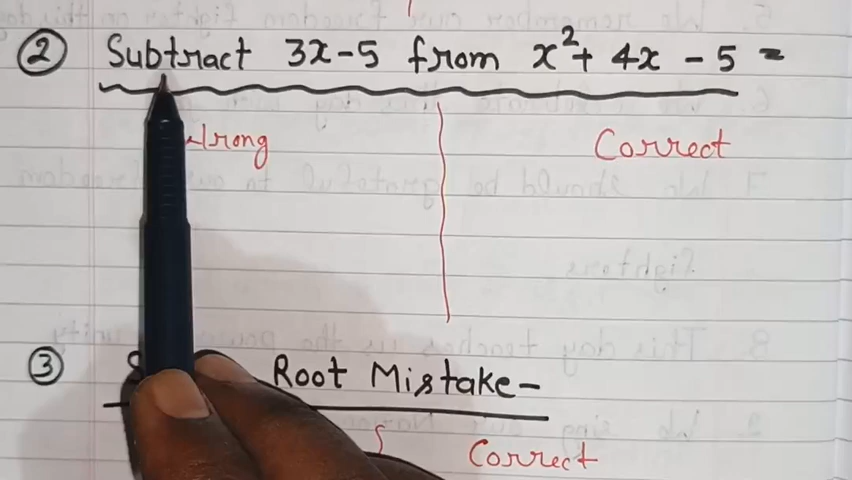 ② Subtract 3x-5 from x²+ 4x - 5 =
Correct
③ Root Mistake-
Correct